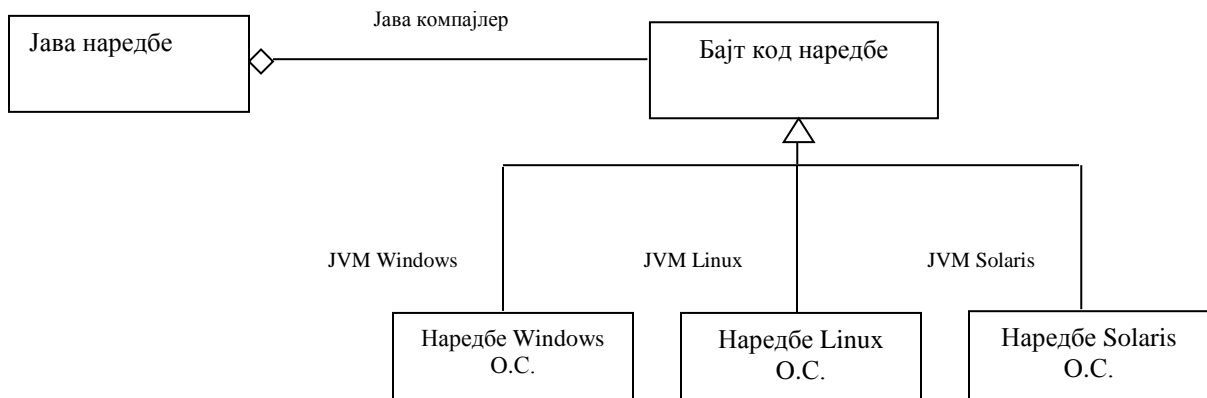 Јава наредбе
Јава компајлер
Бајт код наредбе
JVM Windows
JVM Linux
JVM Solaris
Наредбе Windows
О.С.
Наредбе Linux
О.С.
Наредбе Solaris
О.С.